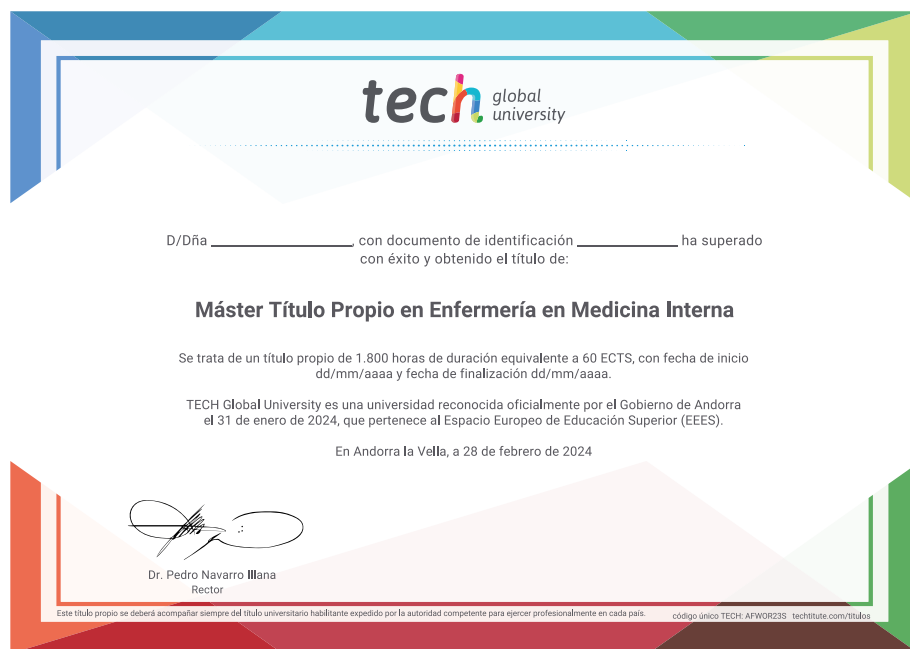 tech global university
D/Dña ________________, con documento de identificación ____________ ha superado
con éxito y obtenido el título de:
Máster Título Propio en Enfermería en Medicina Interna
Se trata de un título propio de 1.800 horas de duración equivalente a 60 ECTS, con fecha de inicio
dd/mm/aaaa y fecha de finalización dd/mm/aaaa.
TECH Global University es una universidad reconocida oficialmente por el Gobierno de Andorra
el 31 de enero de 2024, que pertenece al Espacio Europeo de Educación Superior (EEES).
En Andorra la Vella, a 28 de febrero de 2024
Dr. Pedro Navarro Illana
Rector
Este título propio se deberá acompañar siempre del título universitario habilitante expedido por la autoridad competente para ejercer profesionalmente en cada país.
código único TECH: AFWOR23S techtitute.com/titulos